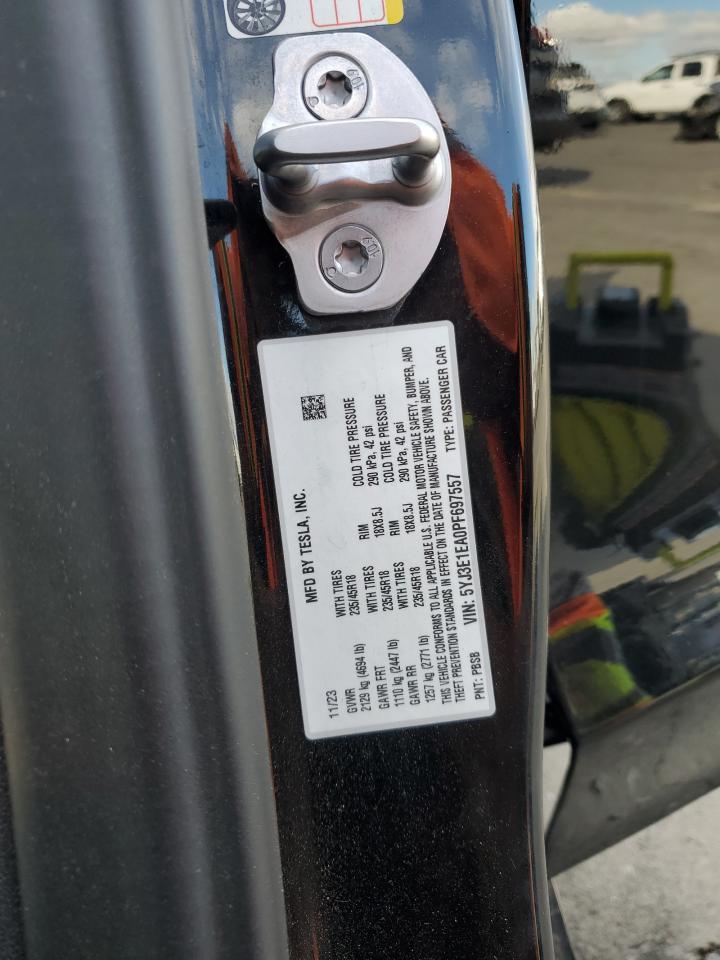 MFD BY TESLA, INC.
11/23
GVWR WITH TIRES RIM COLD TIRE PRESSURE
2129 kg (4694 lb) 235/45R18 18X8.5J 290 kPa, 42 psi
GAWR FRT WITH TIRES RIM COLD TIRE PRESSURE
1110 kg (2447 lb) 235/45R18 18X8.5J 290 kPa, 42 psi
GAWR RR WITH TIRES
1257 kg (2771 lb) 235/45R18
THIS VEHICLE CONFORMS TO ALL APPLICABLE U.S. FEDERAL MOTOR VEHICLE SAFETY, BUMPER, AND
THEFT PREVENTION STANDARDS IN EFFECT ON THE DATE OF MANUFACTURE SHOWN ABOVE.
PNT: PBSB VIN: 5YJ3E1EA0PF697557 TYPE: PASSENGER CAR